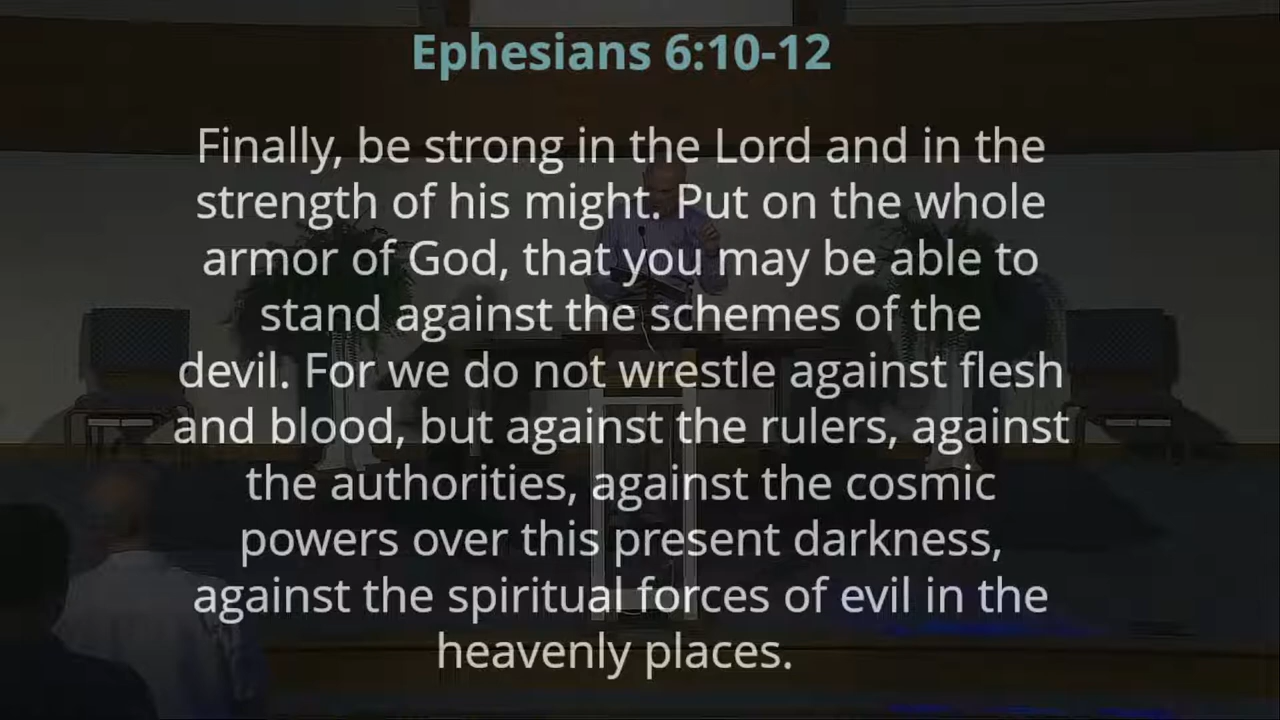 Ephesians 6:10-12
Finally, be strong in the Lord and in the
strength of his might. Put on the whole
armor of God, that you may be able to
stand against the schemes of the
devil. For we do not wrestle against flesh
and blood, but against the rulers, against
the authorities, against the cosmic
powers over this present darkness,
against the spiritual forces of evil in the
heavenly places.